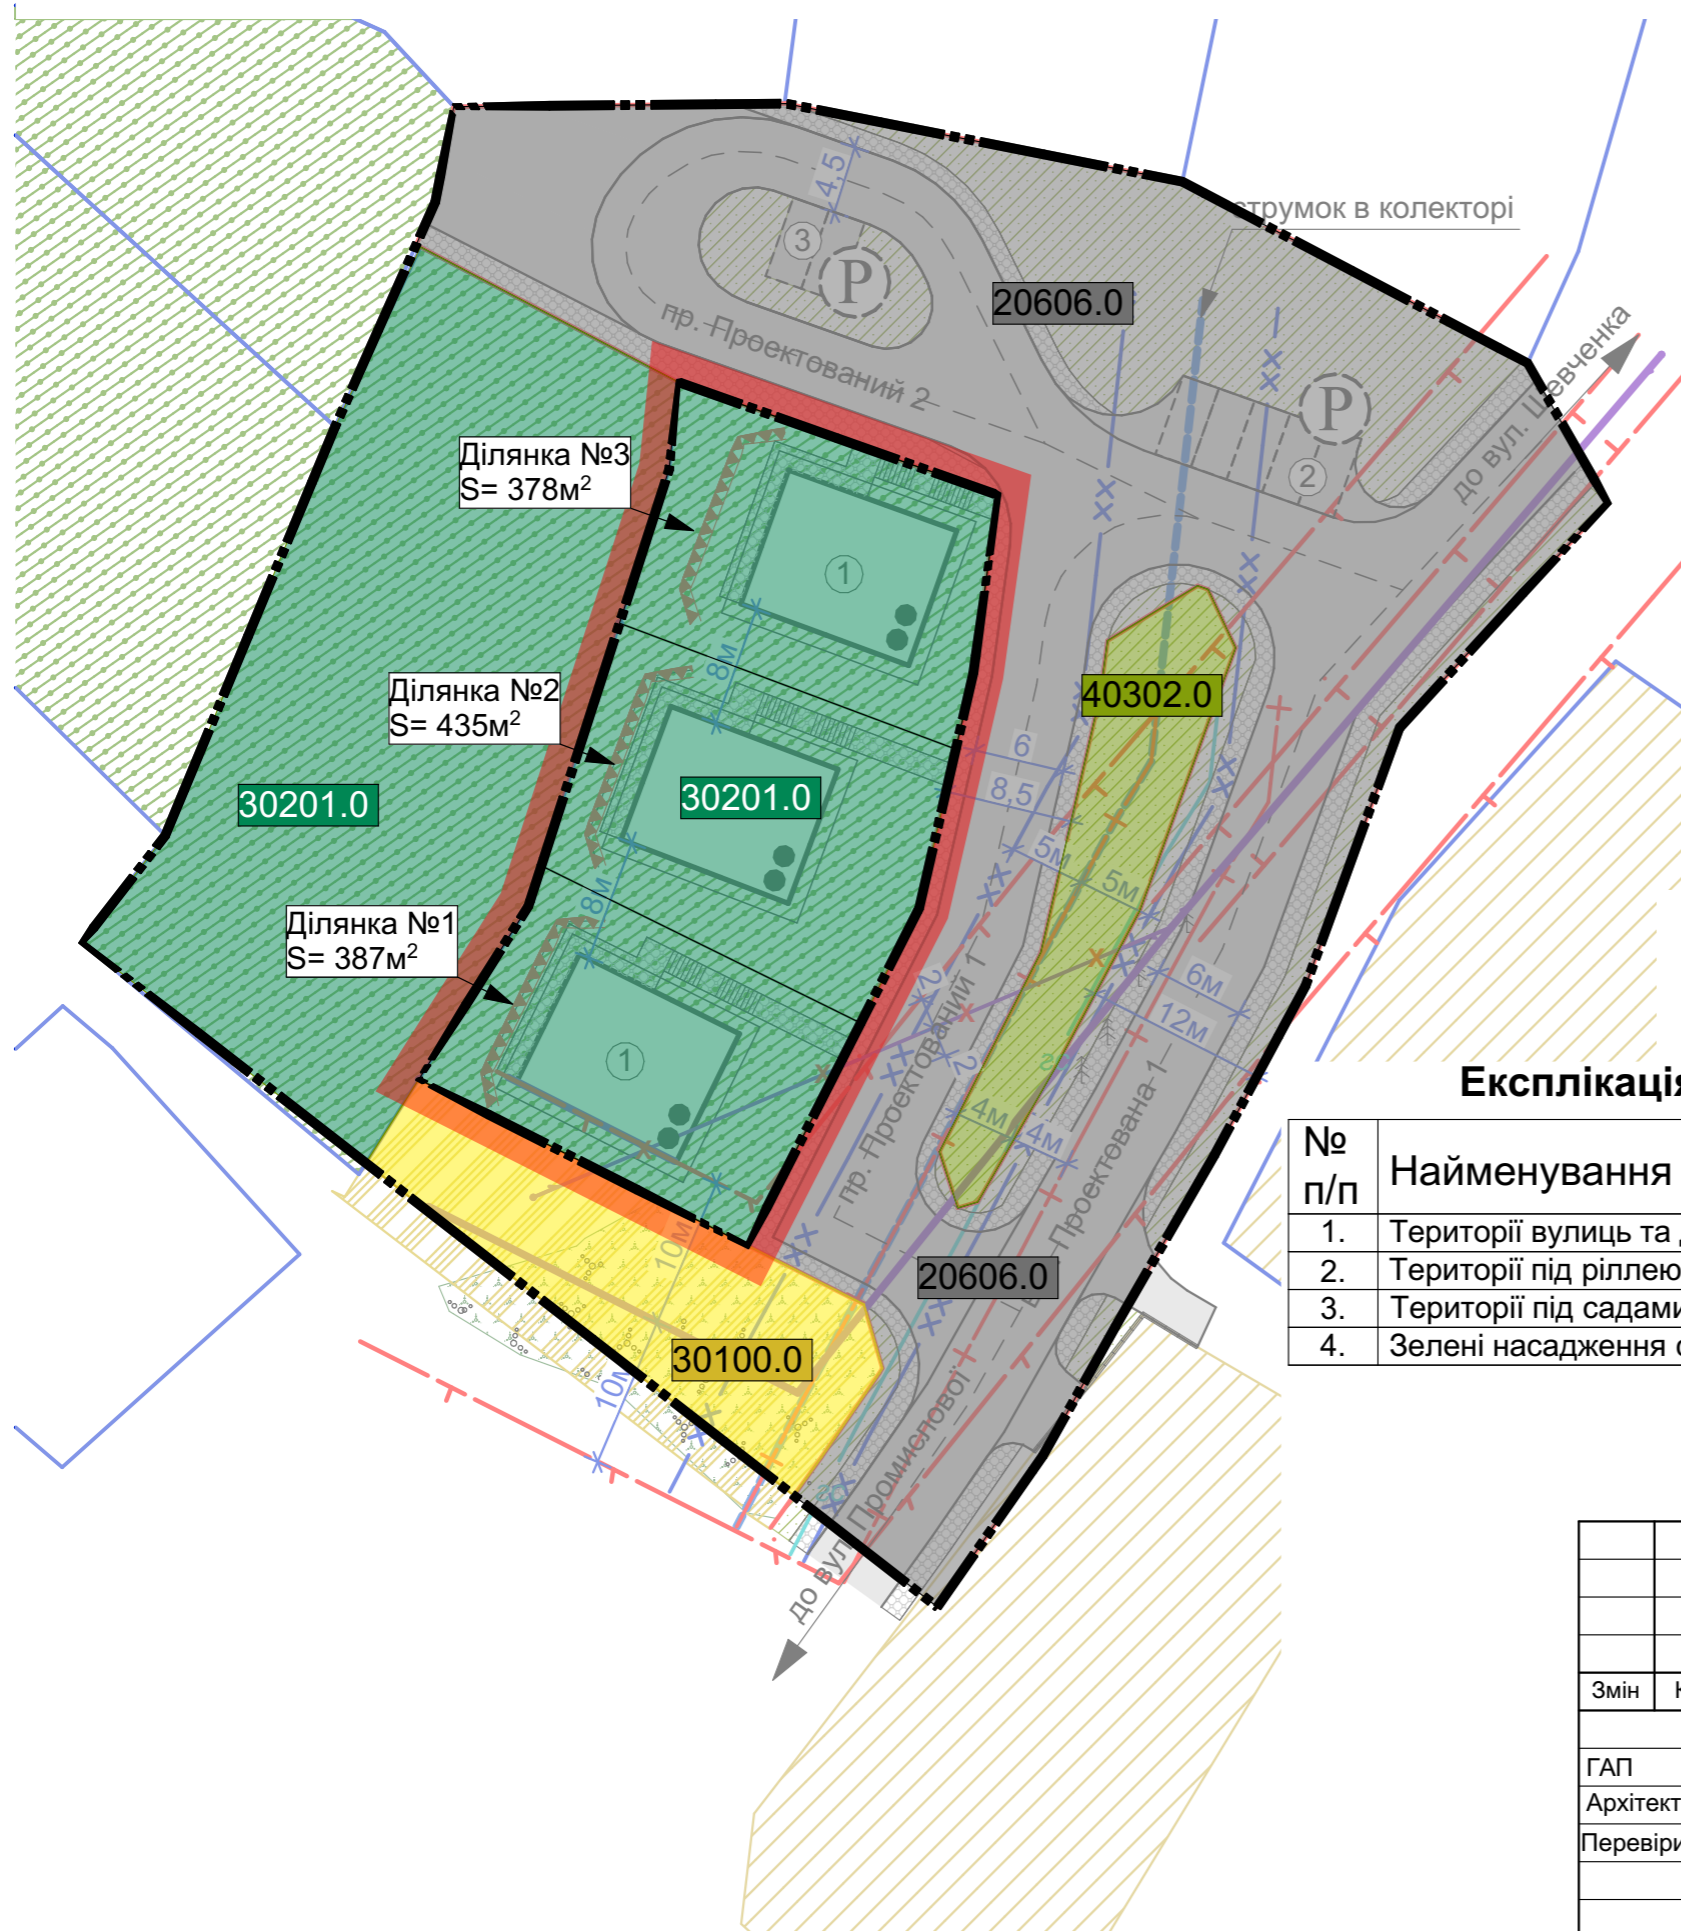 струмок в колекторі
4,5
3
P
20606.0
пр. Проектований 2
до вул. Шевченка
P
2
Ділянка №3
S= 378м²
1
8м
Ділянка №2
S= 435м²
40302.0
6
8,5
30201.0
30201.0
5м
5м
8м
Ділянка №1
S= 387м²
2
6м
12м
пр. Проектований 1
2
1
4м
4м
Проектована 1
10м
20606.0
30100.0
10м
до вул. Промислової
Експлікація
№
п/п
Найменування
1. Території вулиць та
2. Території під ріллею
3. Території під садами
4. Зелені насадження
Змін
ГАП
Архітект
Перевіри